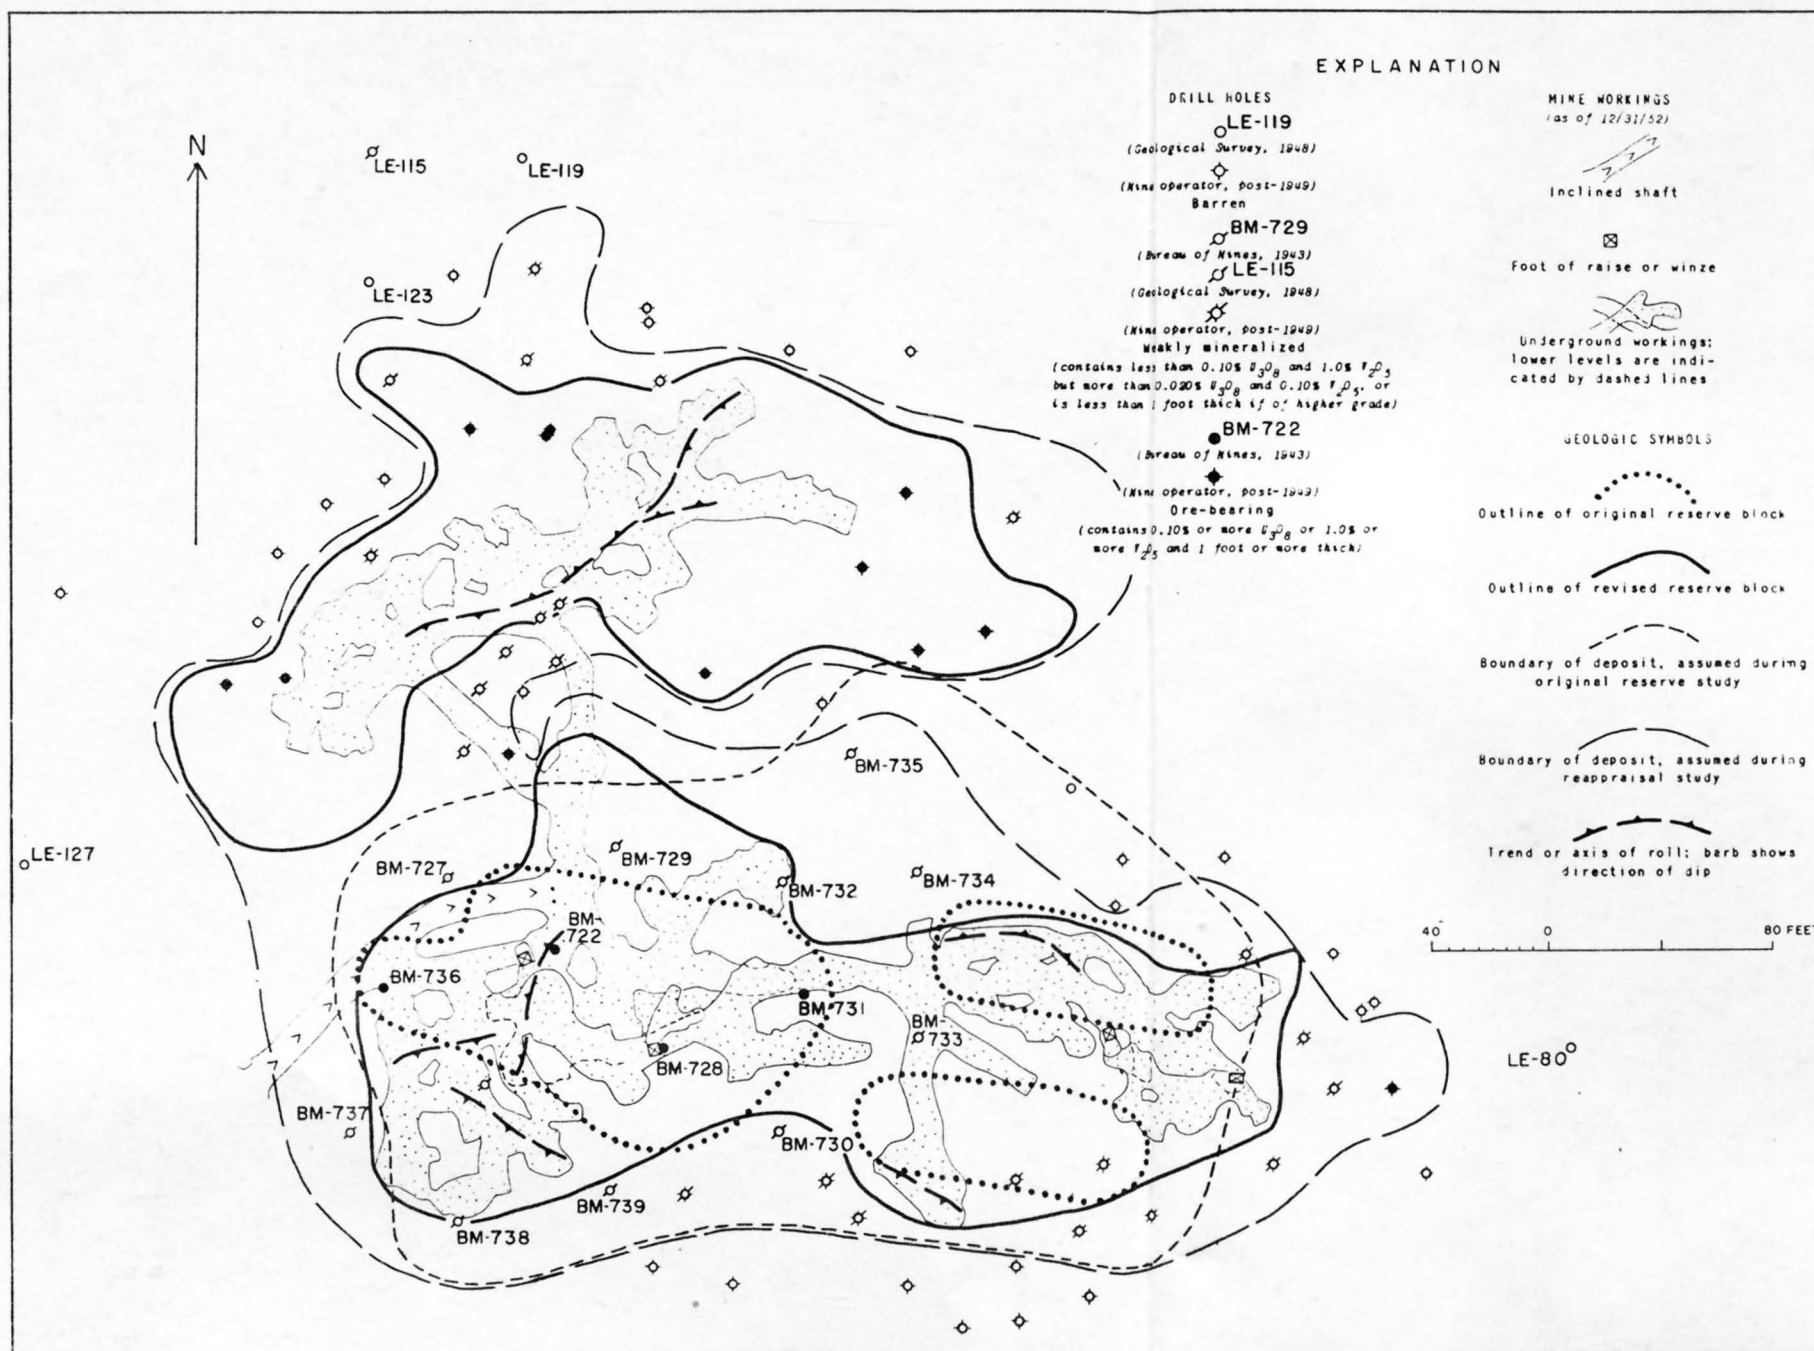 EXPLANATION
DRILL HOLES
LE-119
(Geological Survey, 1948)
(Mine operator, post-1949)
Barren
BM-729
(Bureau of Mines, 1943)
LE-115
(Geological Survey, 1948)
(Mine operator, post-1949)
Weakly mineralized
(contains less than 0.10% U3O8 and 1.0% V2O5
but more than 0.020% U3O8 and 0.10% V2O5, or
is less than 1 foot thick if of higher grade)
BM-722
(Bureau of Mines, 1943)
(Mine operator, post-1949)
Ore-bearing
(contains 0.10% or more U3O8 or 1.0% or
more V2O5 and 1 foot or more thick)
MINE WORKINGS
(as of 12/31/52)
Inclined shaft
Foot of raise or winze
Underground workings;
lower levels are indi-
cated by dashed lines
GEOLOGIC SYMBOLS
Outline of original reserve block
Outline of revised reserve block
Boundary of deposit, assumed during
original reserve study
Boundary of deposit, assumed during
reappraisal study
Trend or axis of roll; barb shows
direction of dip
40 0 80 FEET
N
LE-115
LE-119
LE-123
BM-735
LE-127
BM-727
BM-729
BM-732
BM-734
BM-
722
BM-736
BM-731
BM-
733
BM-728
LE-80
BM-737
BM-730
BM-739
BM-738